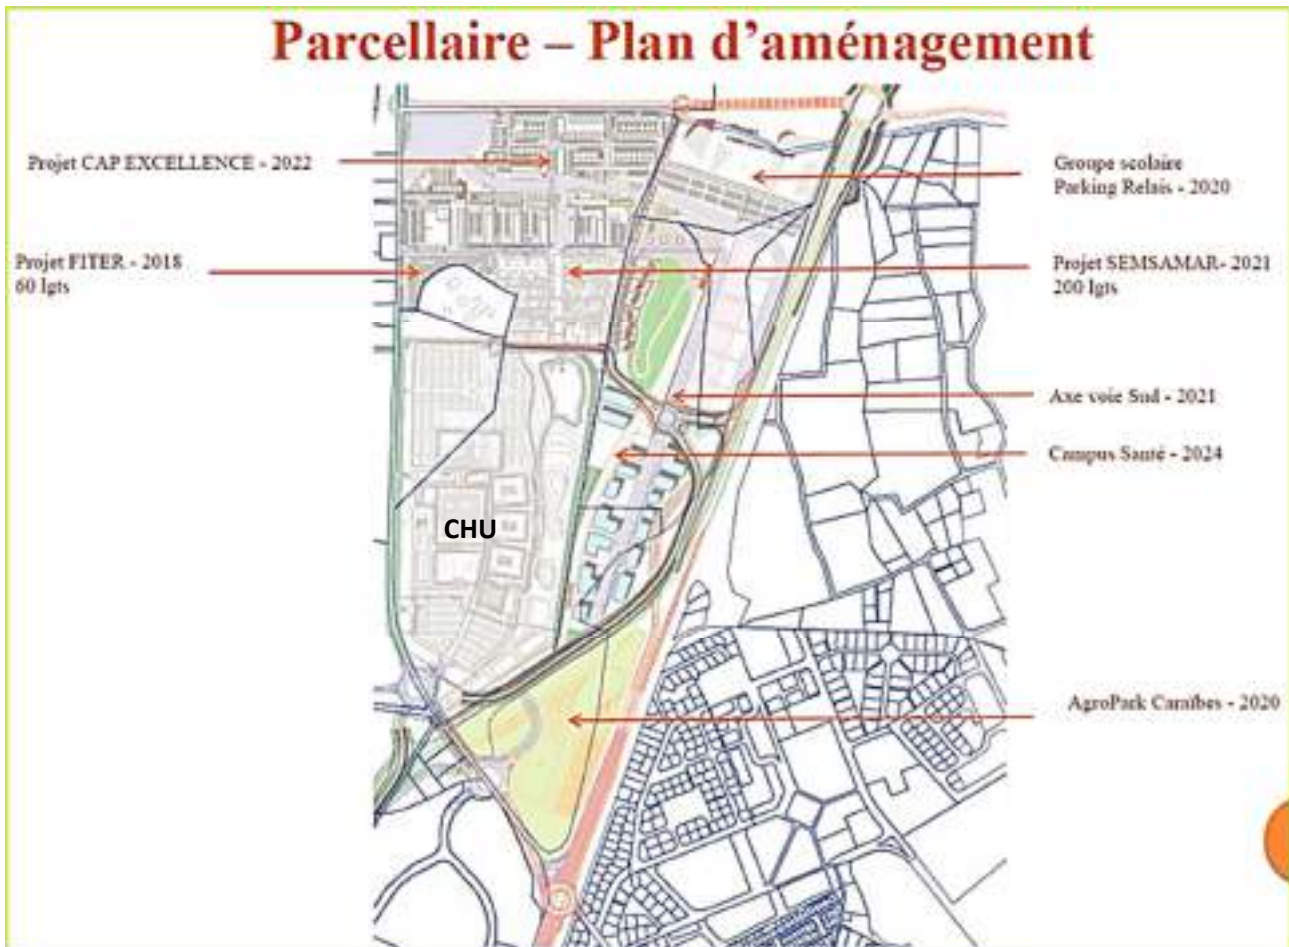 Parcellaire – Plan d’aménagement
Projet CAP EXCELLENCE - 2022
Groupe scolaire
Parking Relais - 2020
Projet FITER - 2018
60 lgts
Projet SEMSAMAR- 2021
200 lgts
Axe voie Sud - 2021
Campus Santé - 2024
CHU
AgroPark Caraïbes - 2020